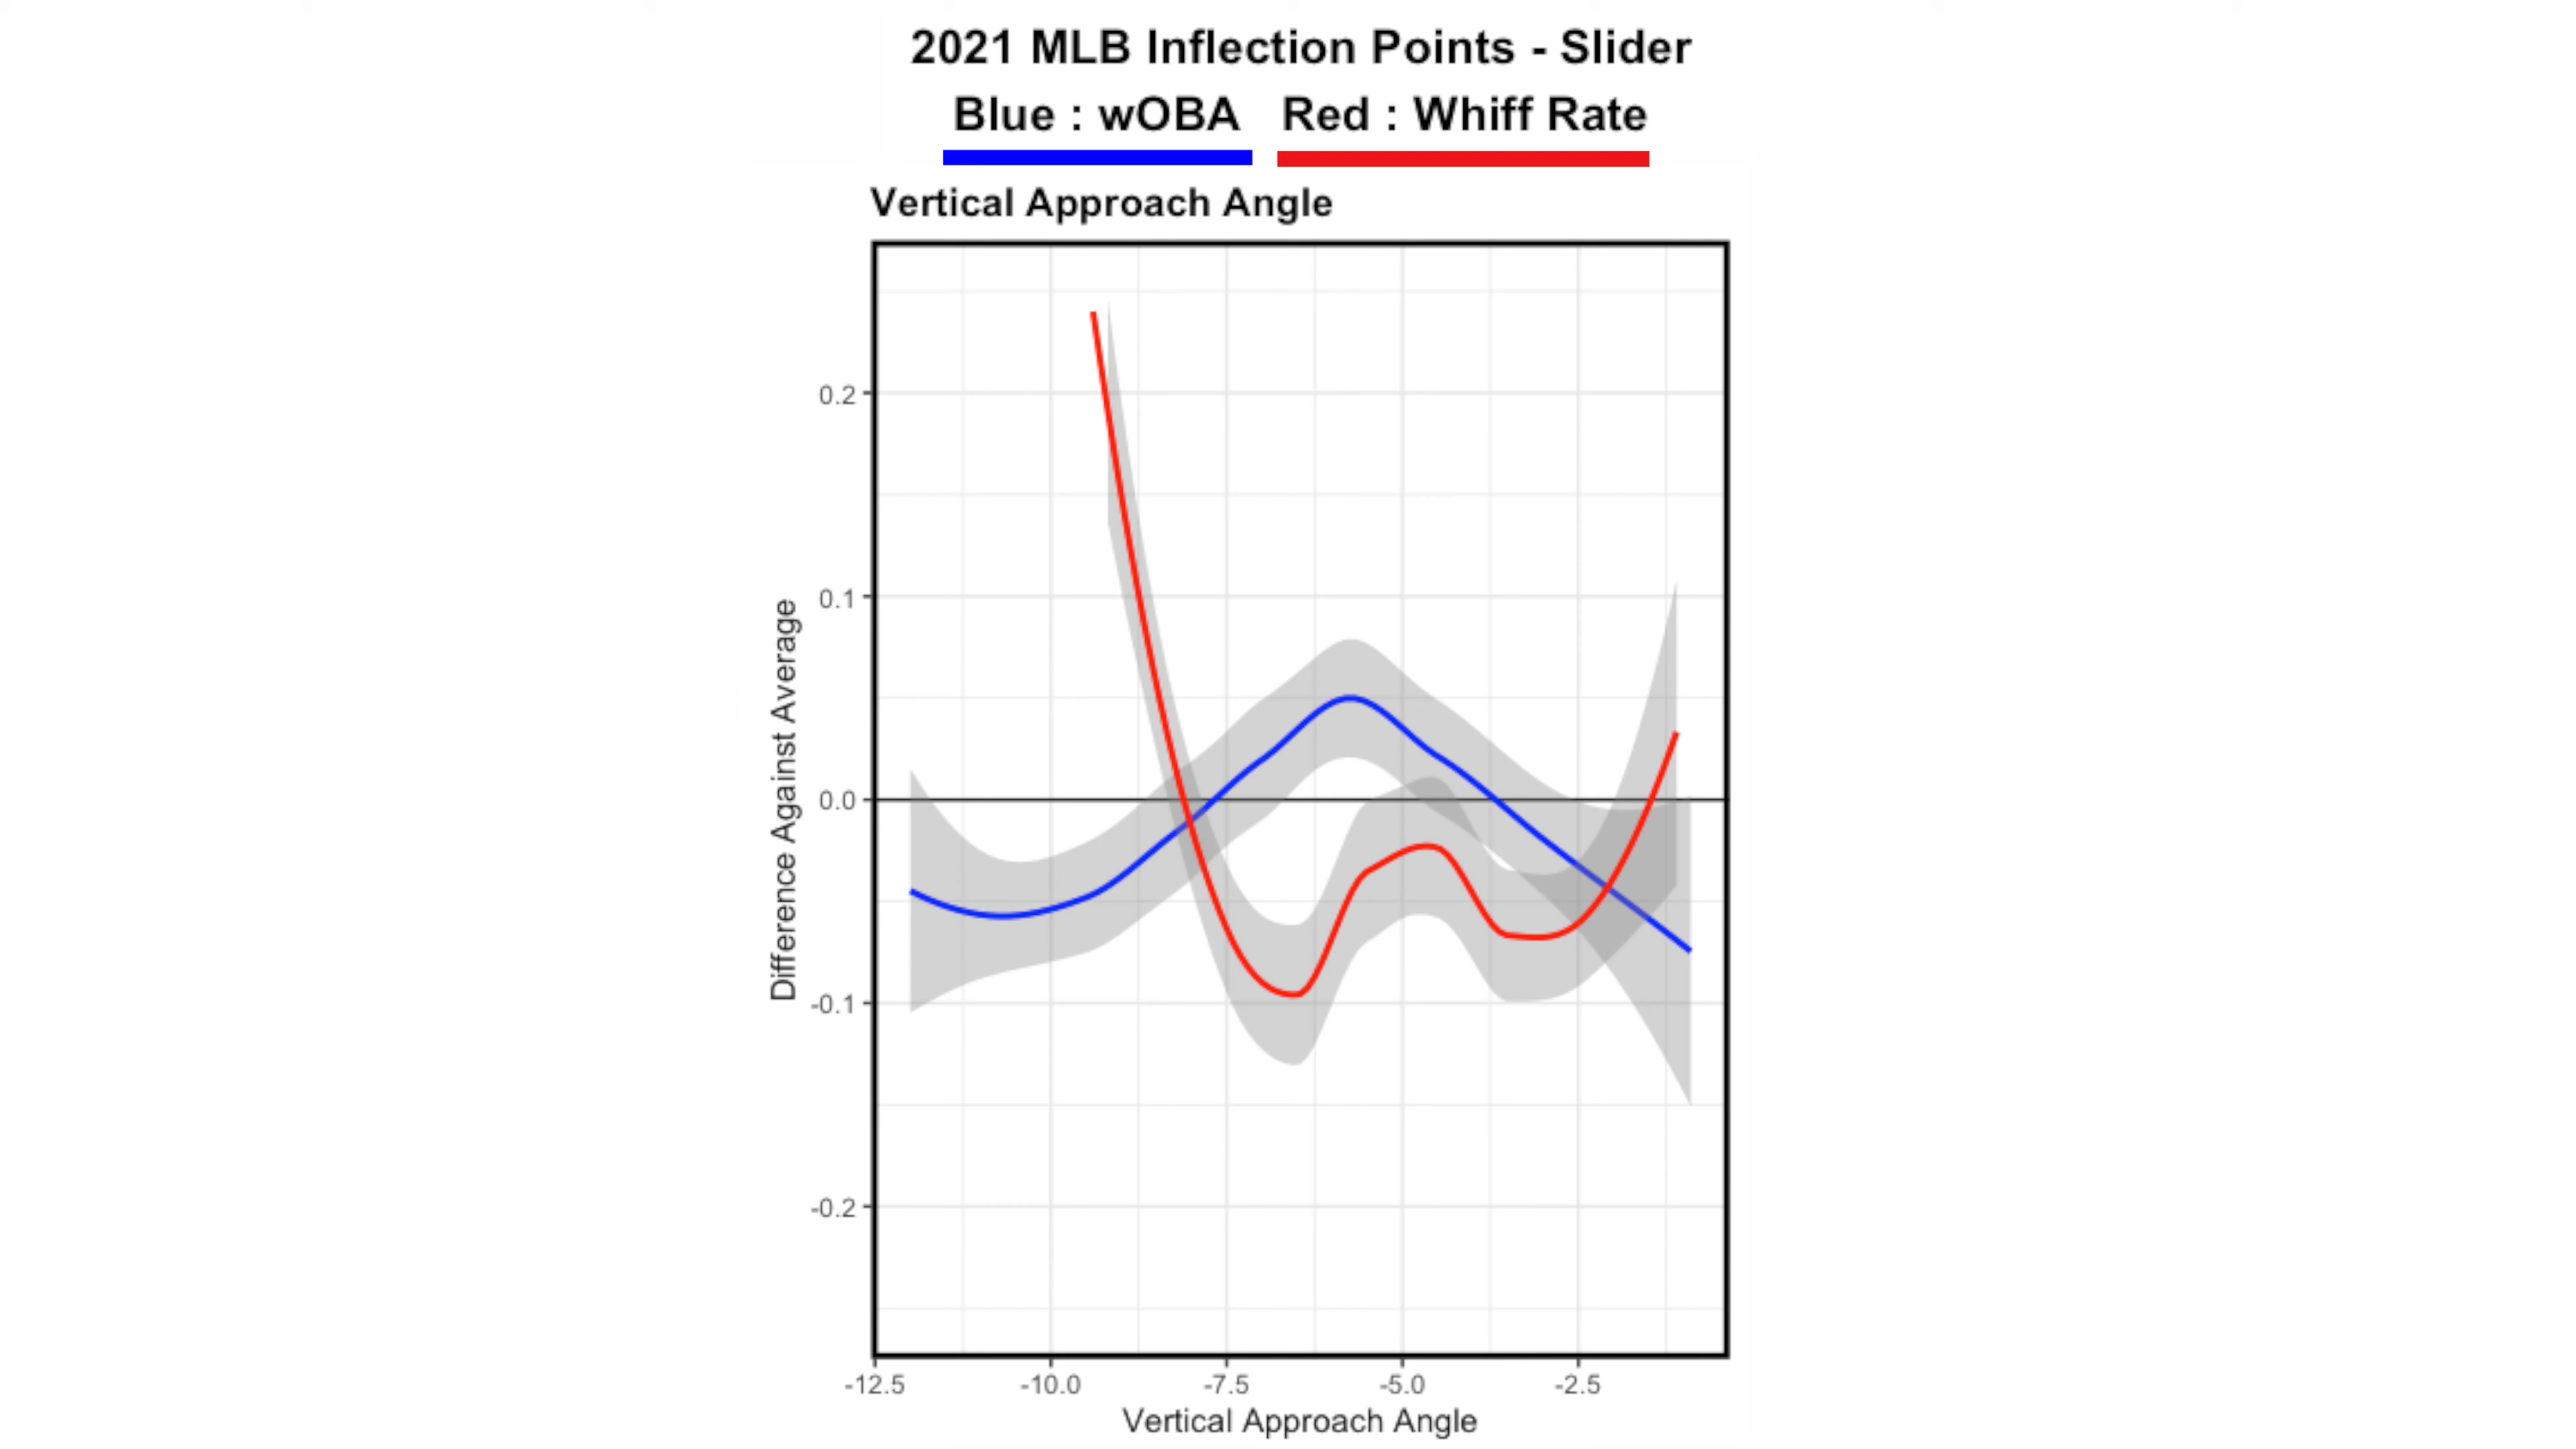 2021 MLB Inflection Points - Slider
Blue : wOBA Red : Whiff Rate
Vertical Approach Angle
Difference Against Average
0.2
0.1
0.0
-0.1
-0.2
-12.5 -10.0 -7.5 -5.0 -2.5
Vertical Approach Angle